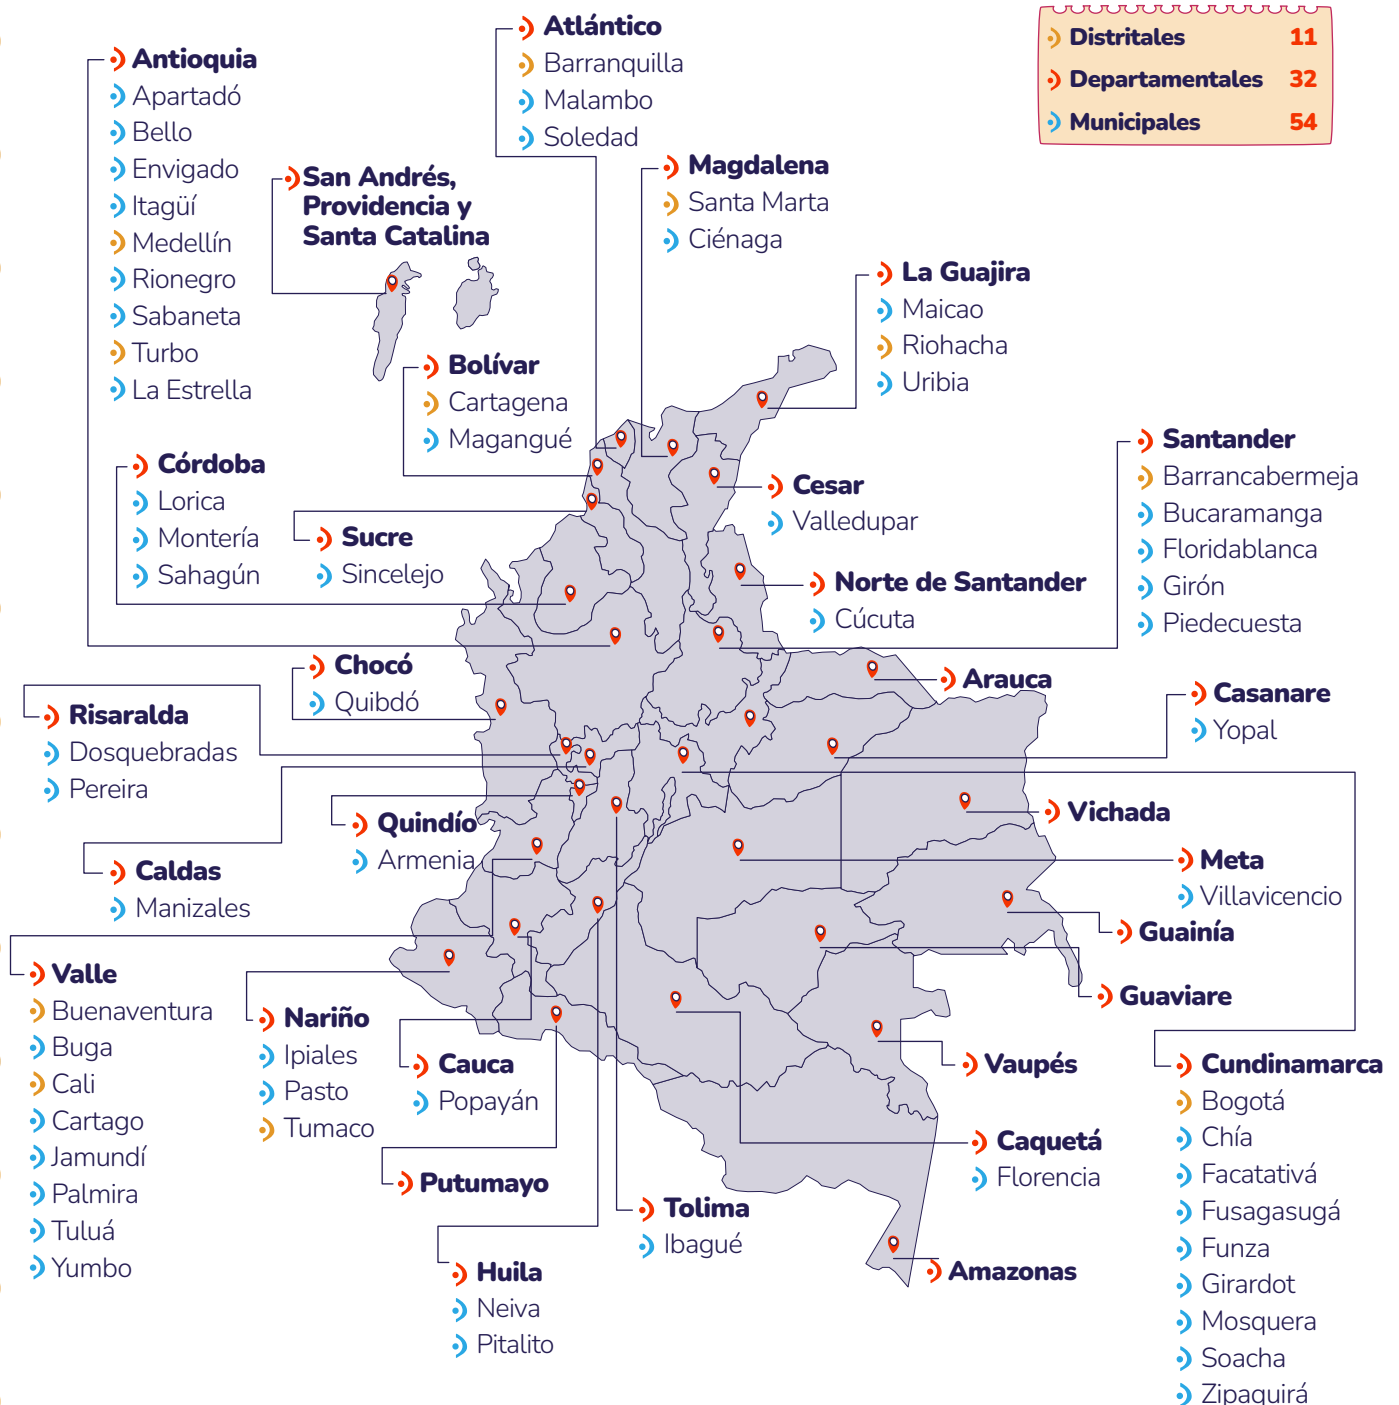 Distritales 11
Departamentales 32
Municipales 54
Antioquia
Apartadó
Bello
Envigado
Itagüí
Medellín
Rionegro
Sabaneta
Turbo
La Estrella
Atlántico
Barranquilla
Malambo
Soledad
San Andrés,
Providencia y
Santa Catalina
Magdalena
Santa Marta
Ciénaga
La Guajira
Maicao
Riohacha
Uribia
Bolívar
Cartagena
Magangué
Córdoba
Lorica
Montería
Sahagún
Sucre
Sincelejo
Cesar
Valledupar
Santander
Barrancabermeja
Bucaramanga
Floridablanca
Girón
Piedecuesta
Norte de Santander
Cúcuta
Chocó
Quibdó
Arauca
Casanare
Yopal
Risaralda
Dosquebradas
Pereira
Quindío
Armenia
Vichada
Caldas
Manizales
Meta
Villavicencio
Guainía
Valle
Buenaventura
Buga
Cali
Cartago
Jamundí
Palmira
Tuluá
Yumbo
Nariño
Ipiales
Pasto
Tumaco
Cauca
Popayán
Guaviare
Vaupés
Cundinamarca
Bogotá
Chía
Facatativá
Fusagasugá
Funza
Girardot
Mosquera
Soacha
Zipaquirá
Caquetá
Florencia
Putumayo
Tolima
Ibagué
Huila
Neiva
Pitalito
Amazonas